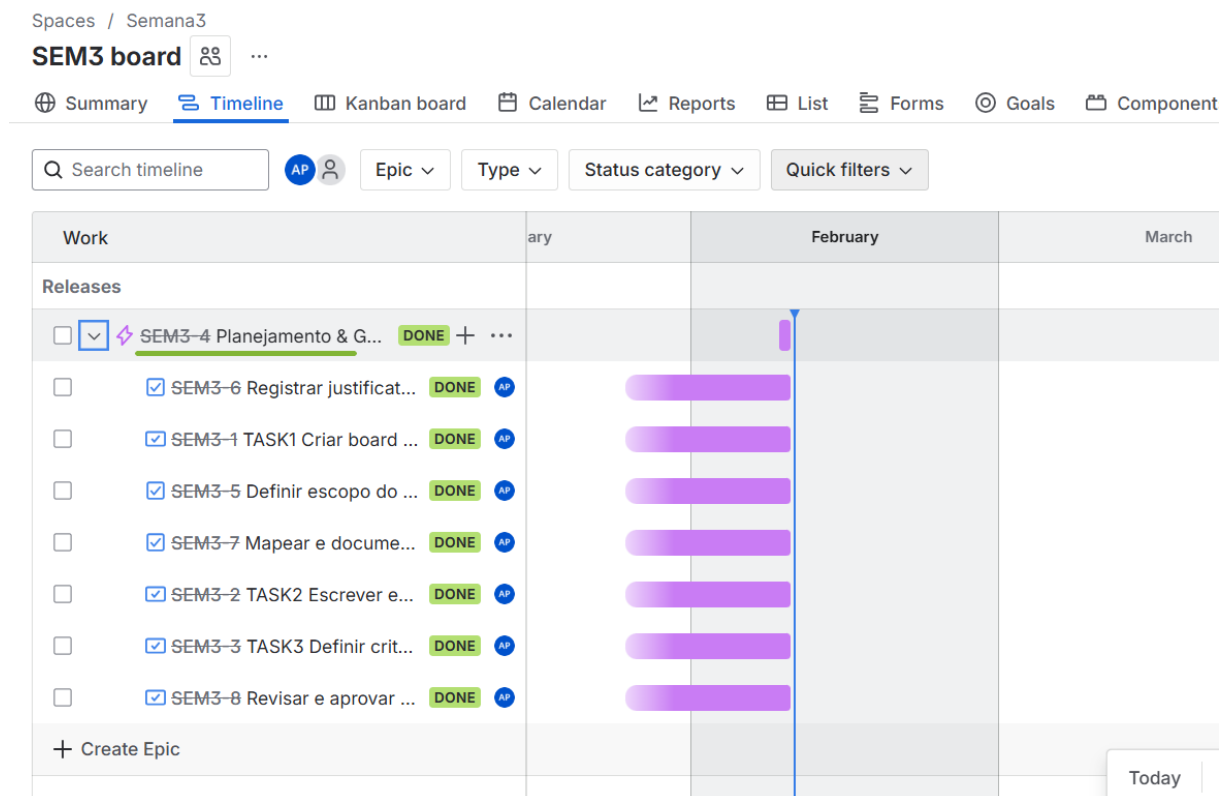 Spaces / Semana3
SEM3 board
Summary Timeline Kanban board Calendar Reports List Forms Goals Component
Search timeline AP Epic Type Status category Quick filters
Work ary February March
Releases
SEM3-4 Planejamento & G... DONE
SEM3-6 Registrar justificat... DONE AP
SEM3-1 TASK1 Criar board ... DONE AP
SEM3-5 Definir escopo do ... DONE AP
SEM3-7 Mapear e docume... DONE AP
SEM3-2 TASK2 Escrever e... DONE AP
SEM3-3 TASK3 Definir crit... DONE AP
SEM3-8 Revisar e aprovar ... DONE AP
Create Epic
Today